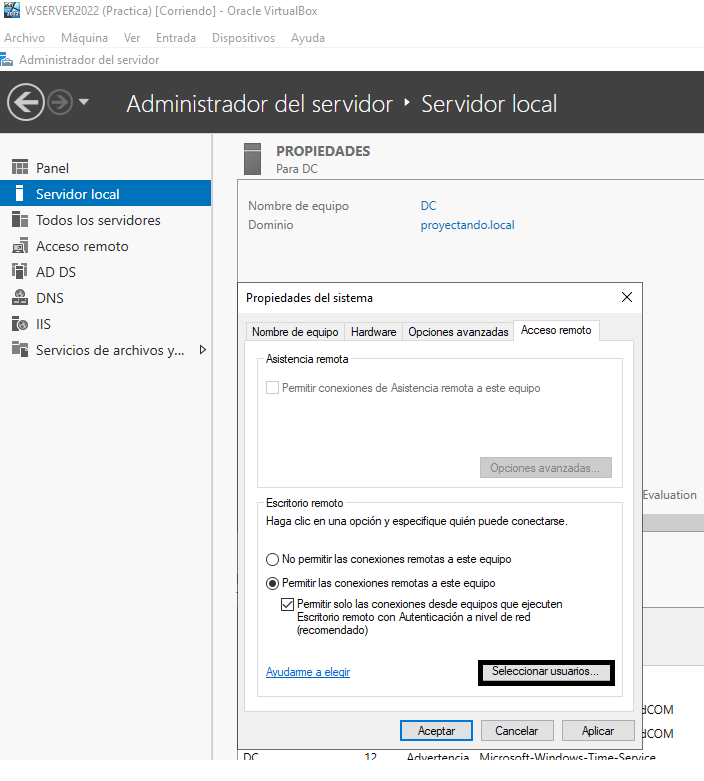 WSERVER2022 (Practica) [Corriendo] - Oracle VirtualBox
Archivo Máquina Ver Entrada Dispositivos Ayuda
Administrador del servidor
Administrador del servidor ‣ Servidor local
Panel
Servidor local
Todos los servidores
Acceso remoto
AD DS
DNS
IIS
Servicios de archivos y...
PROPIEDADES
Para DC
Nombre de equipo DC
Dominio proyectando.local
Propiedades del sistema
Nombre de equipo Hardware Opciones avanzadas Acceso remoto
Asistencia remota
Permitir conexiones de Asistencia remota a este equipo
Opciones avanzadas...
Escritorio remoto
Haga clic en una opción y especifique quién puede conectarse.
No permitir las conexiones remotas a este equipo
Permitir las conexiones remotas a este equipo
Permitir solo las conexiones desde equipos que ejecuten
Escritorio remoto con Autenticación a nivel de red
(recomendado)
Ayudarme a elegir
Seleccionar usuarios...
Aceptar Cancelar Aplicar
Evaluation
dCOM
dCOM
DC 12 Advertencia Microsoft-Windows-Time-Service